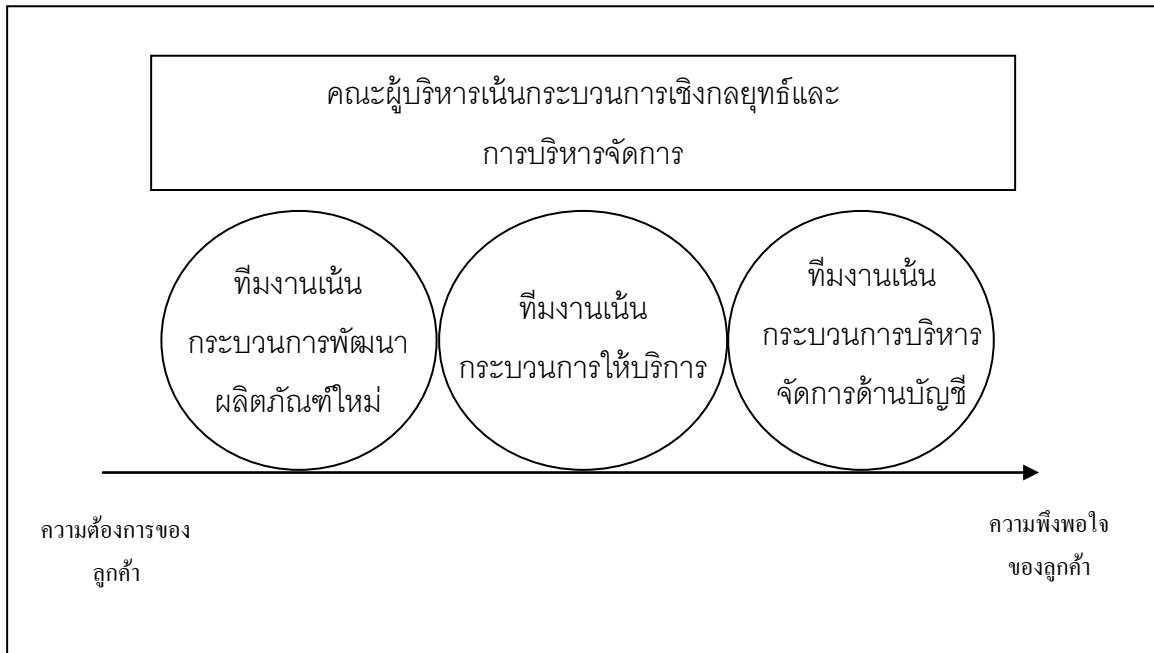 คณะผู้บริหารเน้นกระบวนการเชิงกลยุทธ์และ
การบริหารจัดการ
ทีมงานเน้น
กระบวนการพัฒนา
ผลิตภัณฑ์ใหม่
ทีมงานเน้น
กระบวนการให้บริการ
ทีมงานเน้น
กระบวนการบริหาร
จัดการด้านบัญชี
ความต้องการของ
ลูกค้า
ความพึงพอใจ
ของลูกค้า